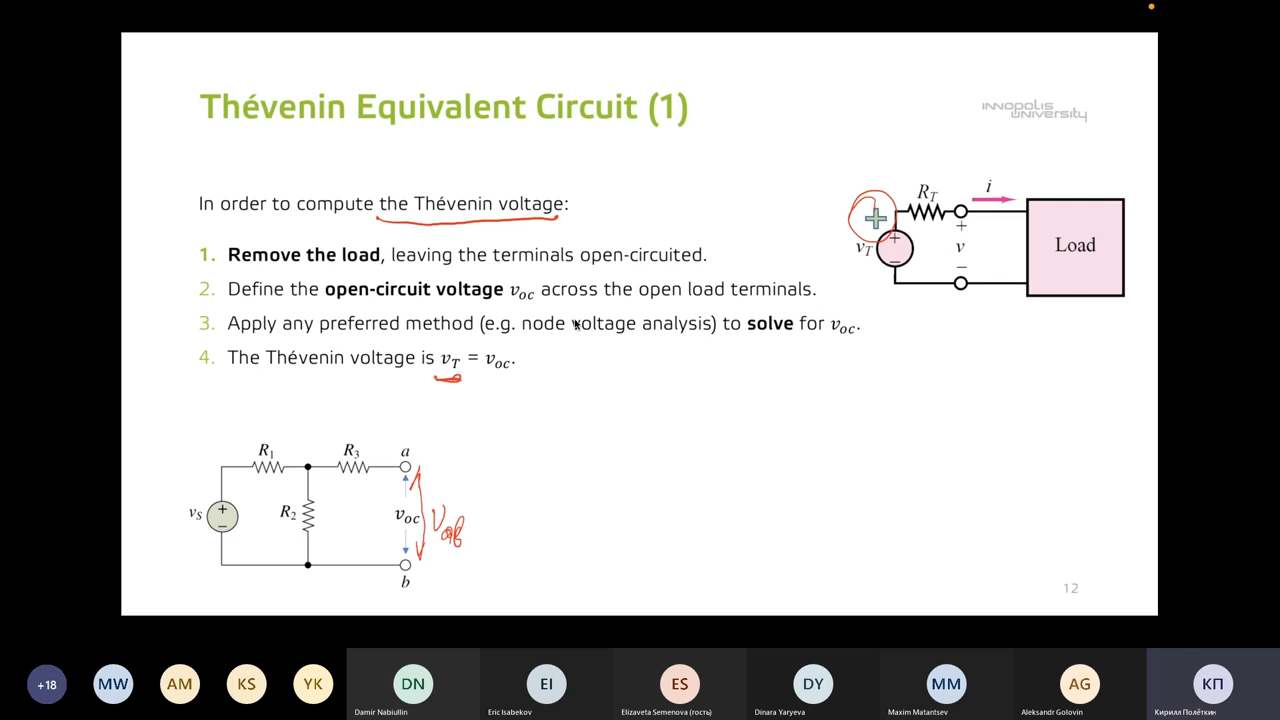 Thévenin Equivalent Circuit (1)
INNOPOLIS
UNIVERSITY
In order to compute the Thévenin voltage:
1. Remove the load, leaving the terminals open-circuited.
2. Define the open-circuit voltage v_OC across the open load terminals.
3. Apply any preferred method (e.g. node voltage analysis) to solve for v_OC.
4. The Thévenin voltage is v_T = v_OC.
R_T
i
+
v_T
+
−
v
−
Load
R_1
R_3
a
v_S
+
−
R_2
v_OC
V_ab
b
12
+18
MW
AM
KS
YK
DN
EI
ES
DY
MM
AG
КП
Damir Nabiullin
Eric Isabekov
Elizaveta Semenova (гость)
Dinara Yaryeva
Maxim Matantsev
Aleksandr Golovin
Кирилл Полёткин